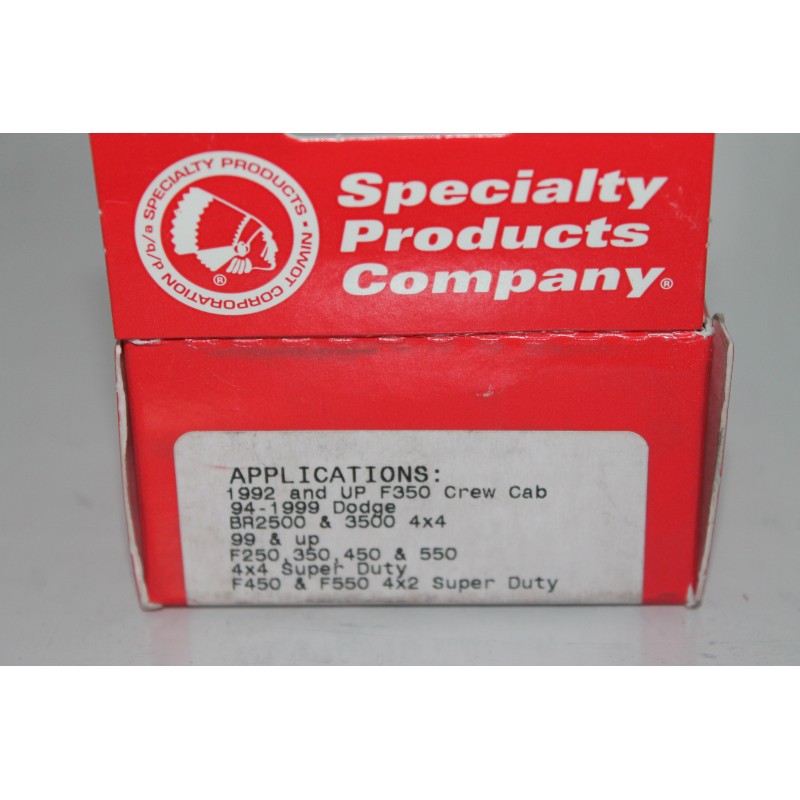 SPECIALTY PRODUCTS • NIWOT CORPORATION d/b/a
®
Specialty
Products
Company®
APPLICATIONS:
1992 and UP F350 Crew Cab
94-1999 Dodge
BR2500 & 3500 4x4
99 & up
F250,350,450 & 550
4x4 Super Duty
F450 & F550 4X2 Super Duty